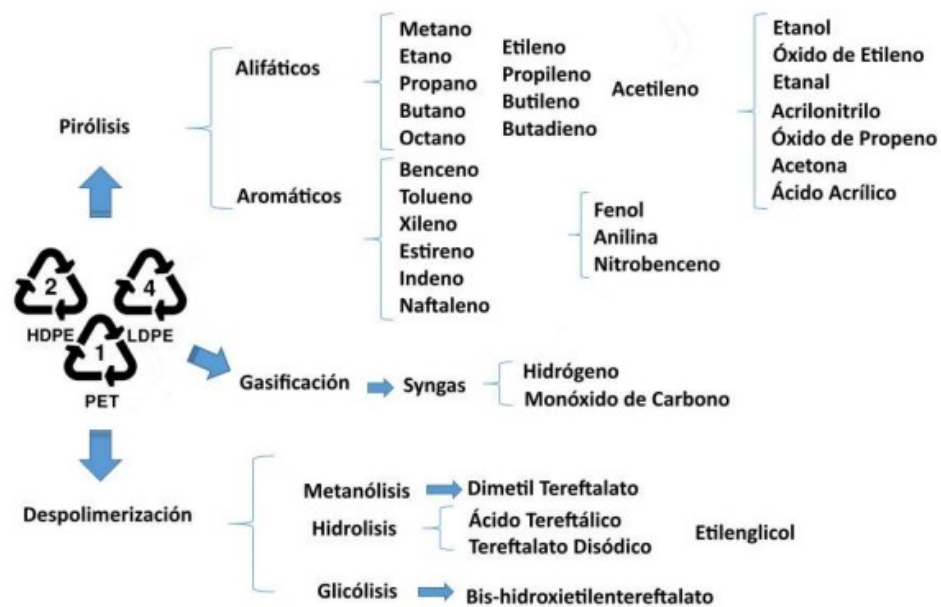 Pirólisis
Alifáticos
Metano
Etano
Propano
Butano
Octano
Etileno
Propileno
Butileno
Butadieno
Acetileno
Etanol
Óxido de Etileno
Etanal
Acrilonitrilo
Óxido de Propeno
Acetona
Ácido Acrílico
Aromáticos
Benceno
Tolueno
Xileno
Estireno
Indeno
Naftaleno
Fenol
Anilina
Nitrobenceno
2
HDPE
4
LDPE
1
PET
Gasificación
Syngas
Hidrógeno
Monóxido de Carbono
Despolimerización
Metanólisis
Dimetil Tereftalato
Hidrolisis
Ácido Tereftálico
Tereftalato Disódico
Etilenglicol
Glicólisis
Bis-hidroxietilentereftalato